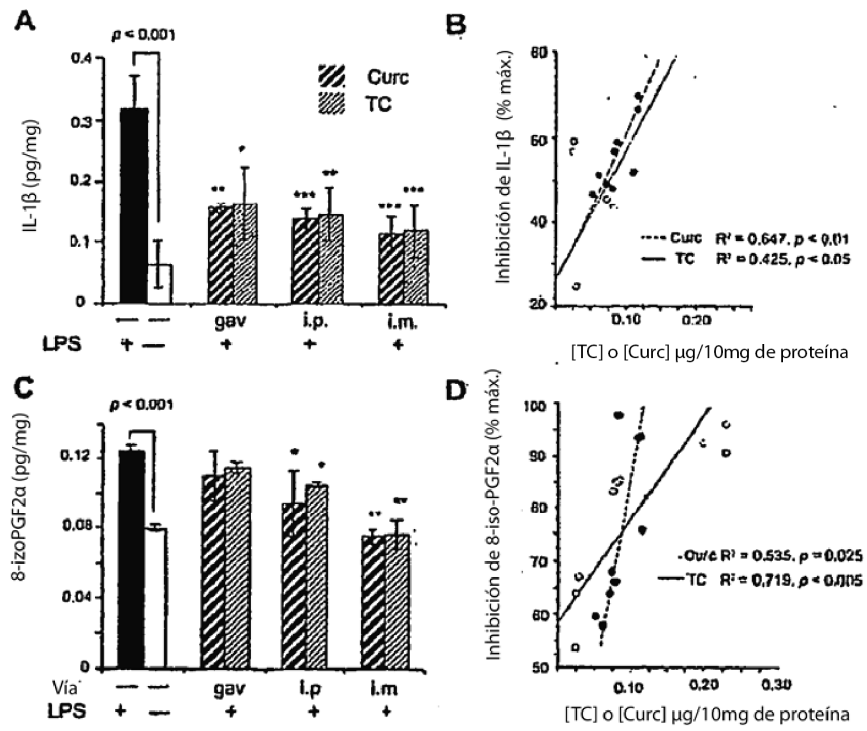 A
p < 0.001
IL-1β (pg/mg)
0.4
0.3
0.2
0.1
0
Curc
TC
**
*
***
**
***
***
gav
i.p.
i.m.
LPS
+
—
+
+
+
B
Inhibición de IL-1β (% máx.)
80
60
40
20
Curc R² = 0.647, p < 0.01
TC R² = 0.425, p < 0.05
0.10
0.20
[TC] o [Curc] µg/10mg de proteína
C
p < 0.001
8-izoPGF2α (pg/mg)
0.12
0.08
0.04
0
*
*
**
**
Vía
— —
gav
i.p
i.m
LPS
+
—
+
+
+
D
Inhibición de 8-iso-PGF2α (% máx.)
100
90
80
70
60
50
Curc R² = 0.535, p = 0.025
TC R² = 0.719, p < 0.005
0.10
0.20
0.30
[TC] o [Curc] µg/10mg de proteína